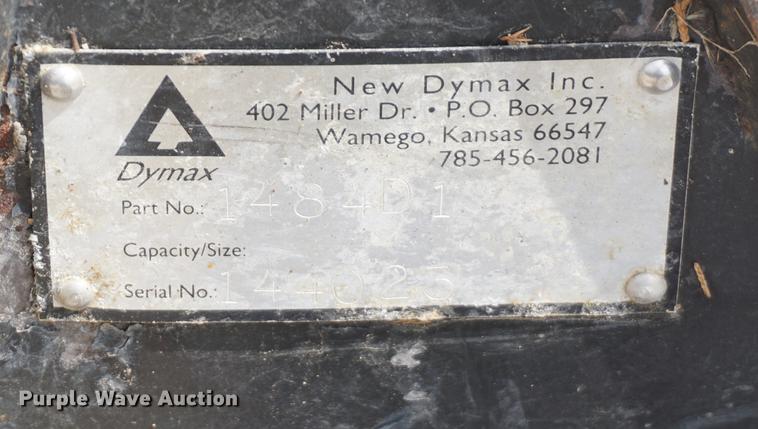 New Dymax Inc.
402 Miller Dr. • P.O. Box 297
Wamego, Kansas 66547
785-456-2081
Dymax
Part No.: 1484D1
Capacity/Size:
Serial No.: 144025
Purple Wave Auction